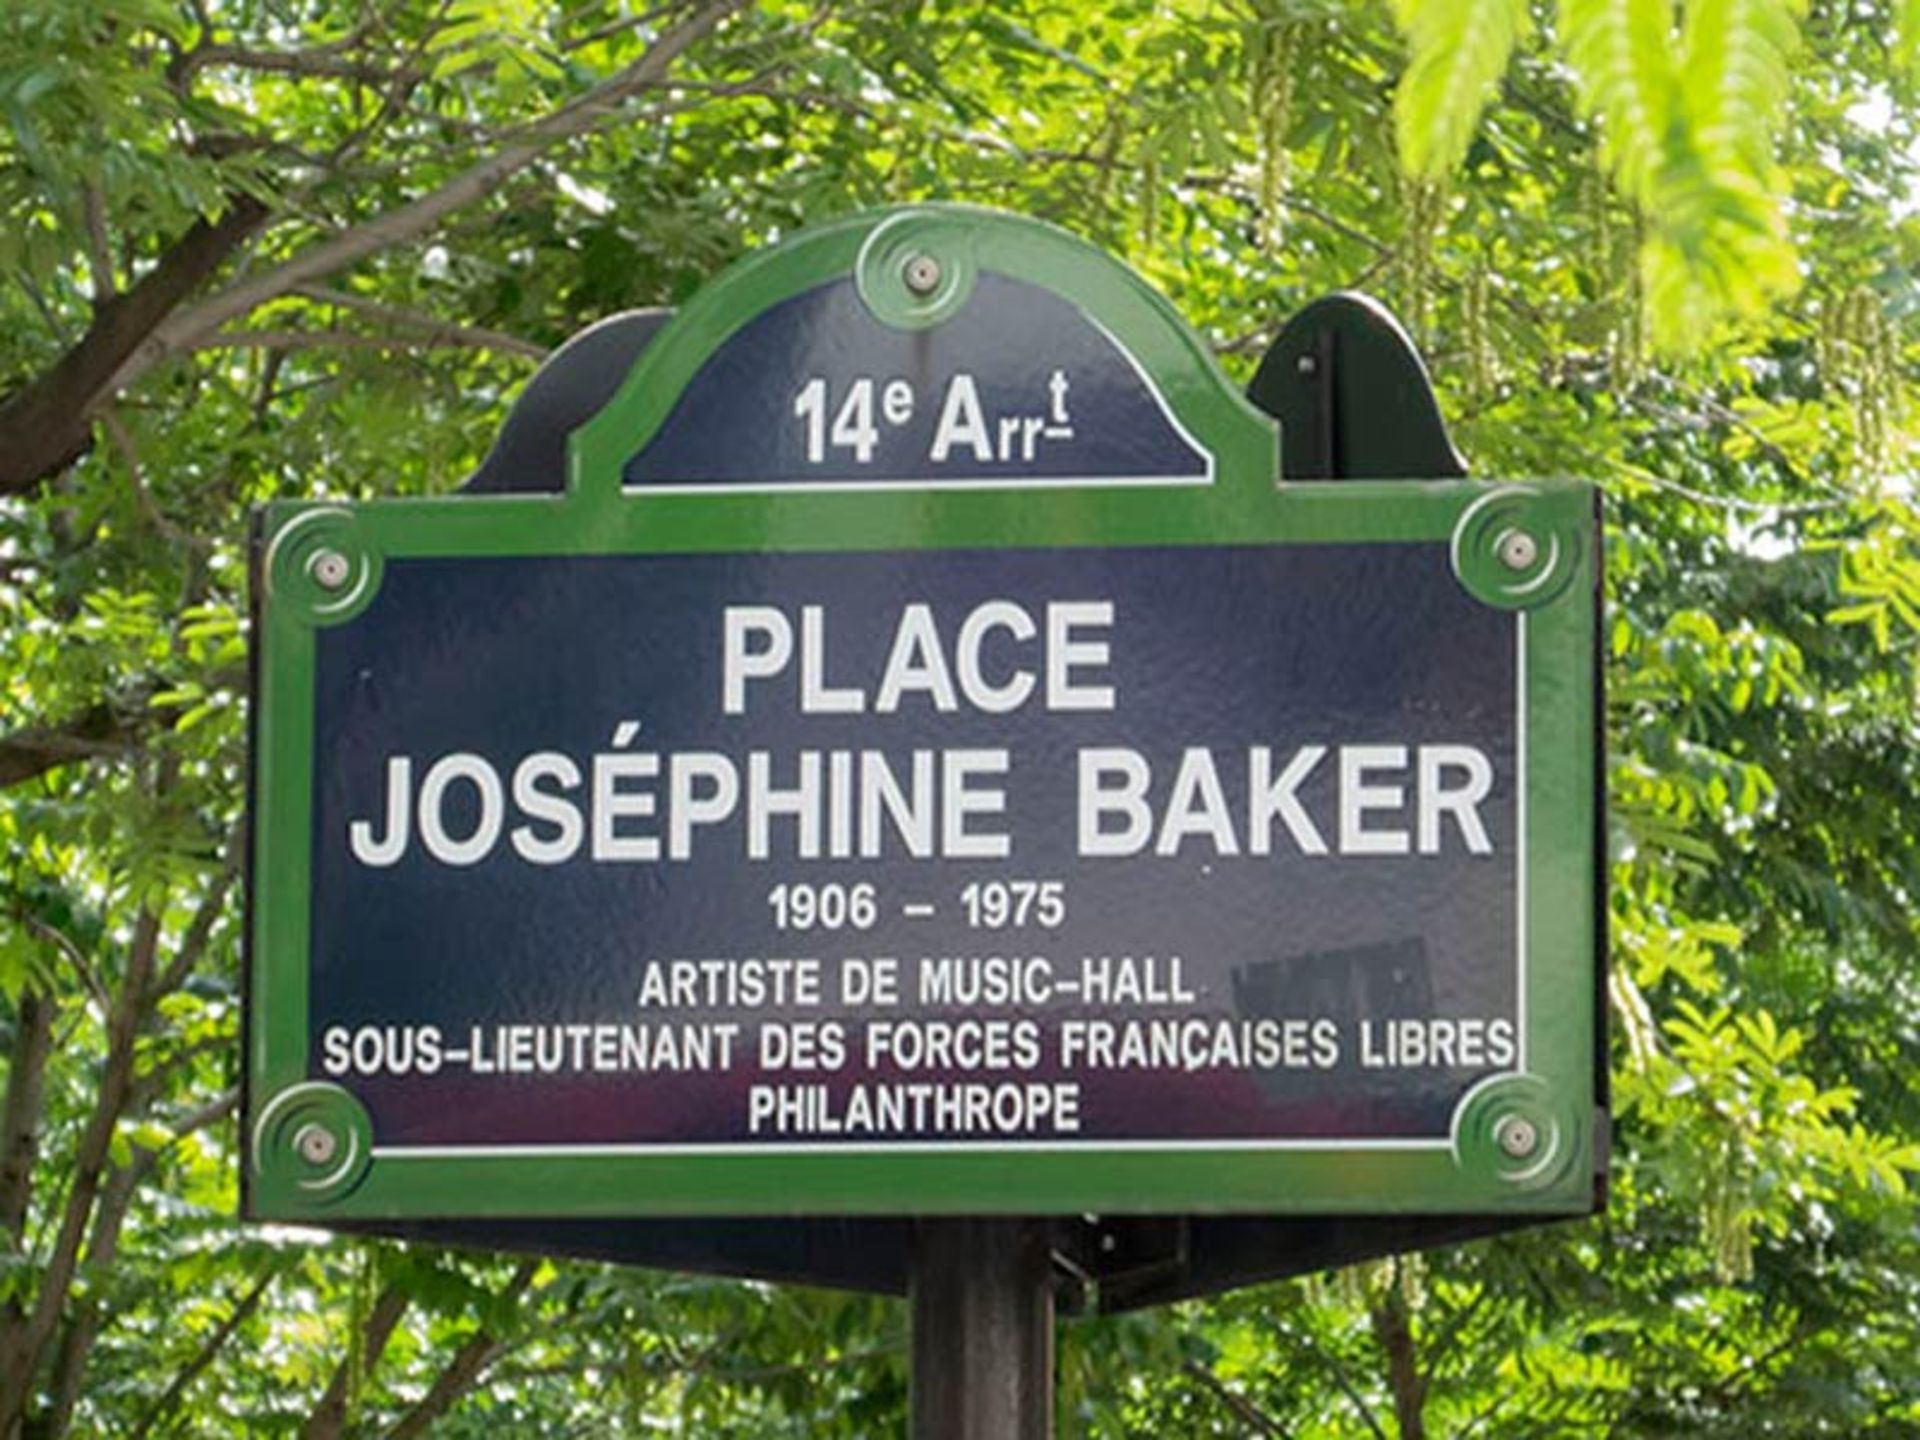 14e Arrt
PLACE
JOSÉPHINE BAKER
1906 – 1975
ARTISTE DE MUSIC-HALL
SOUS-LIEUTENANT DES FORCES FRANÇAISES LIBRES
PHILANTHROPE